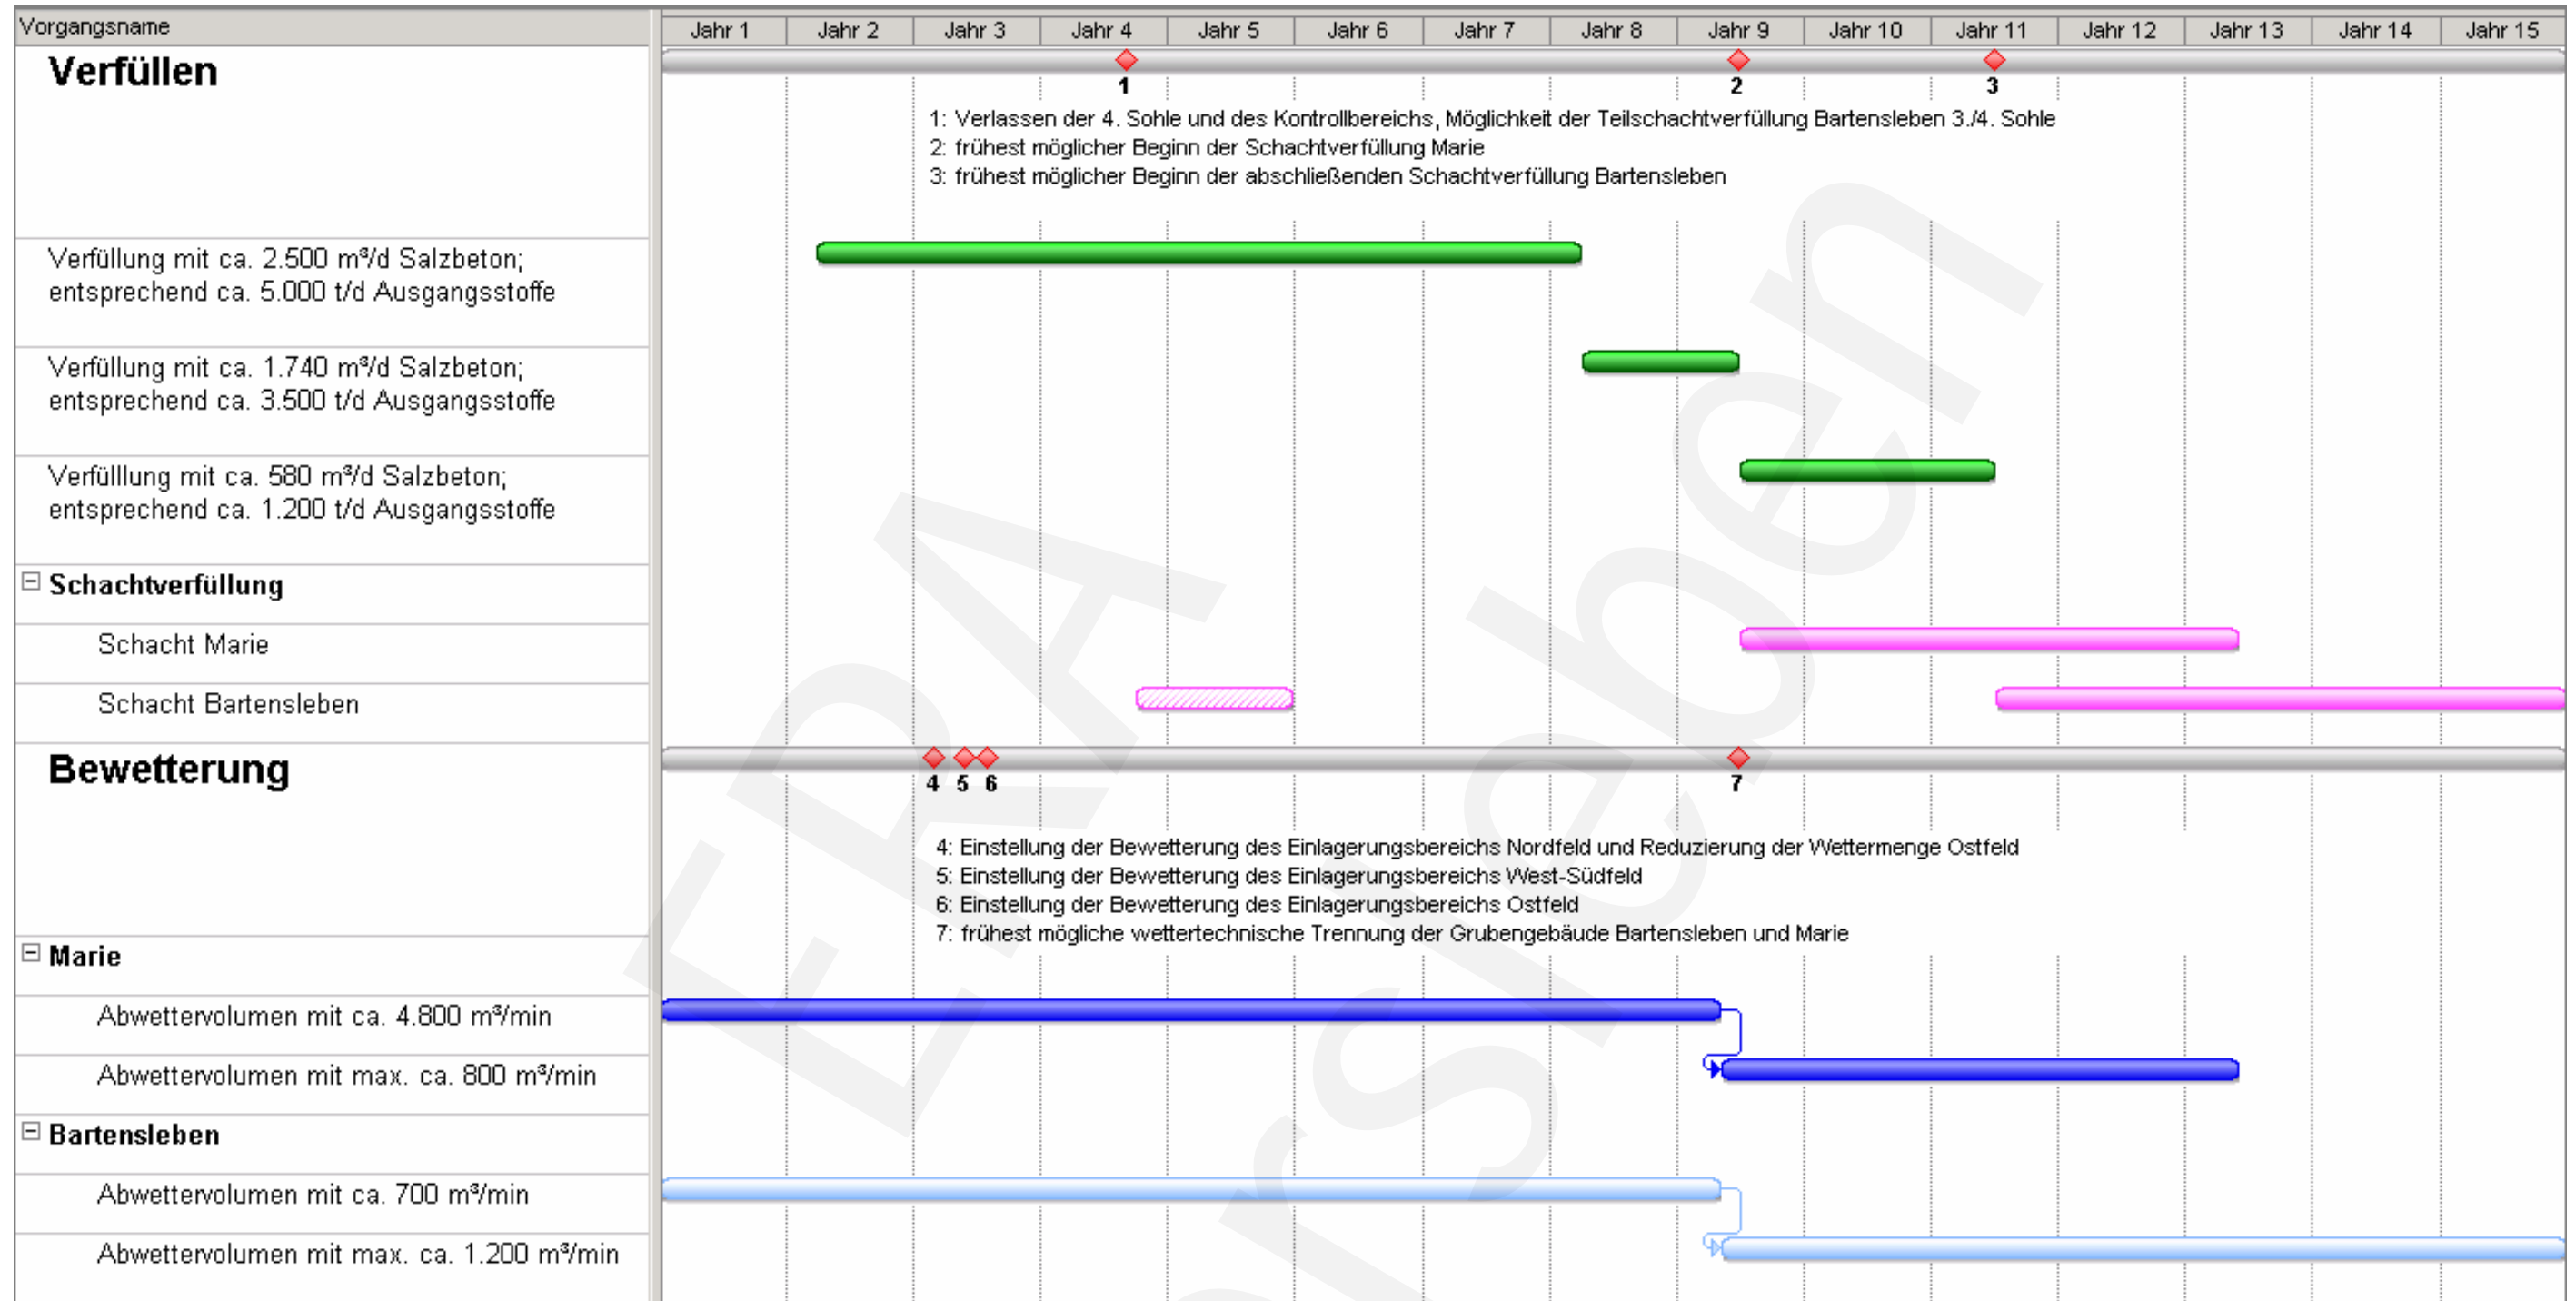 Vorgangsname
Jahr 1 Jahr 2 Jahr 3 Jahr 4 Jahr 5 Jahr 6 Jahr 7 Jahr 8 Jahr 9 Jahr 10 Jahr 11 Jahr 12 Jahr 13 Jahr 14 Jahr 15
Verfüllen
1 2 3
1: Verlassen der 4. Sohle und des Kontrollbereichs, Möglichkeit der Teilschachtverfüllung Bartensleben 3./4. Sohle
2: frühest möglicher Beginn der Schachtverfüllung Marie
3: frühest möglicher Beginn der abschließenden Schachtverfüllung Bartensleben
Verfüllung mit ca. 2.500 m³/d Salzbeton;
entsprechend ca. 5.000 t/d Ausgangsstoffe
Verfüllung mit ca. 1.740 m³/d Salzbeton;
entsprechend ca. 3.500 t/d Ausgangsstoffe
Verfülllung mit ca. 580 m³/d Salzbeton;
entsprechend ca. 1.200 t/d Ausgangsstoffe
Schachtverfüllung
Schacht Marie
Schacht Bartensleben
Bewetterung
4 5 6 7
4: Einstellung der Bewetterung des Einlagerungsbereichs Nordfeld und Reduzierung der Wettermenge Ostfeld
5: Einstellung der Bewetterung des Einlagerungsbereichs West-Südfeld
6: Einstellung der Bewetterung des Einlagerungsbereichs Ostfeld
7: frühest mögliche wettertechnische Trennung der Grubengebäude Bartensleben und Marie
Marie
Abwettervolumen mit ca. 4.800 m³/min
Abwettervolumen mit max. ca. 800 m³/min
Bartensleben
Abwettervolumen mit ca. 700 m³/min
Abwettervolumen mit max. ca. 1.200 m³/min
ERA
rsleben